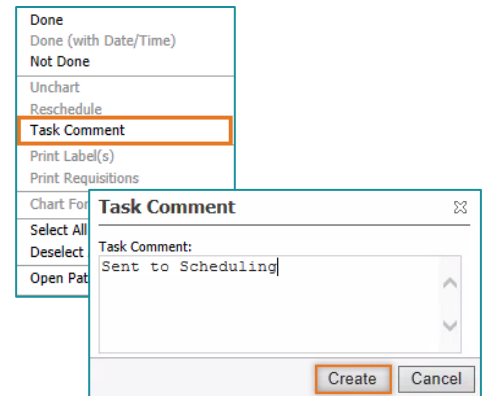 Done
Done (with Date/Time)
Not Done
Unchart
Reschedule
Task Comment
Print Label(s)
Print Requisitions
Chart For
Select All
Deselect
Open Pat
Task Comment
Task Comment:
Sent to Scheduling
Create Cancel